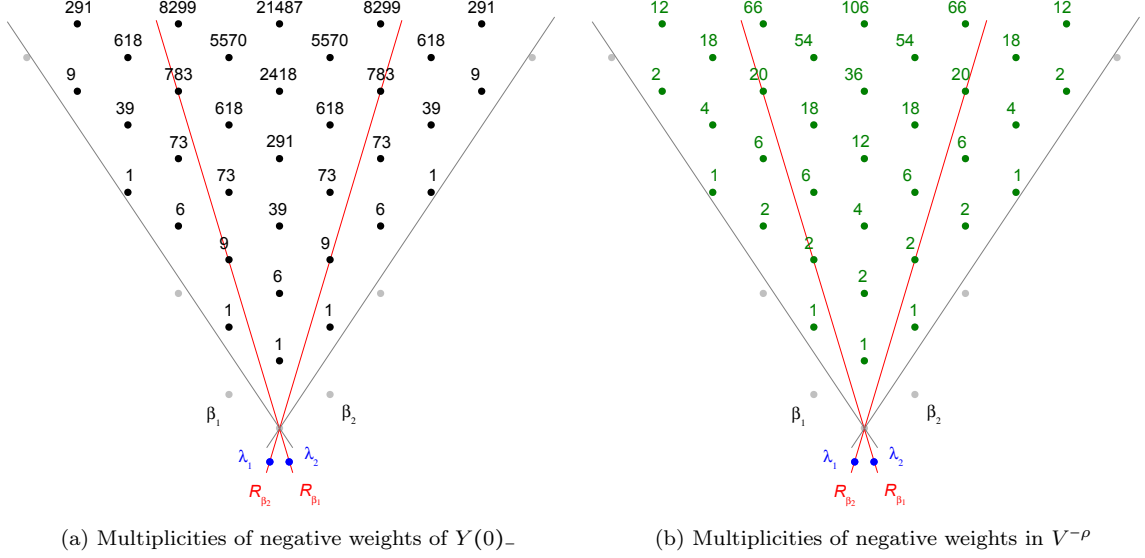 291 8299 21487 8299 291
618 5570 5570 618
9 783 2418 783 9
39 618 618 39
73 291 73
1 73 73 1
6 39 6
9 9
6
1 1
1
β₁ β₂
λ₁ λ₂
R_β₂ R_β₁
(a) Multiplicities of negative weights of Y(0)₋
12 66 106 66 12
18 54 54 18
2 20 36 20 2
4 18 18 4
6 12 6
1 6 6 1
2 4 2
2 2
2
1 1
1
β₁ β₂
λ₁ λ₂
R_β₂ R_β₁
(b) Multiplicities of negative weights in V^{-ρ}